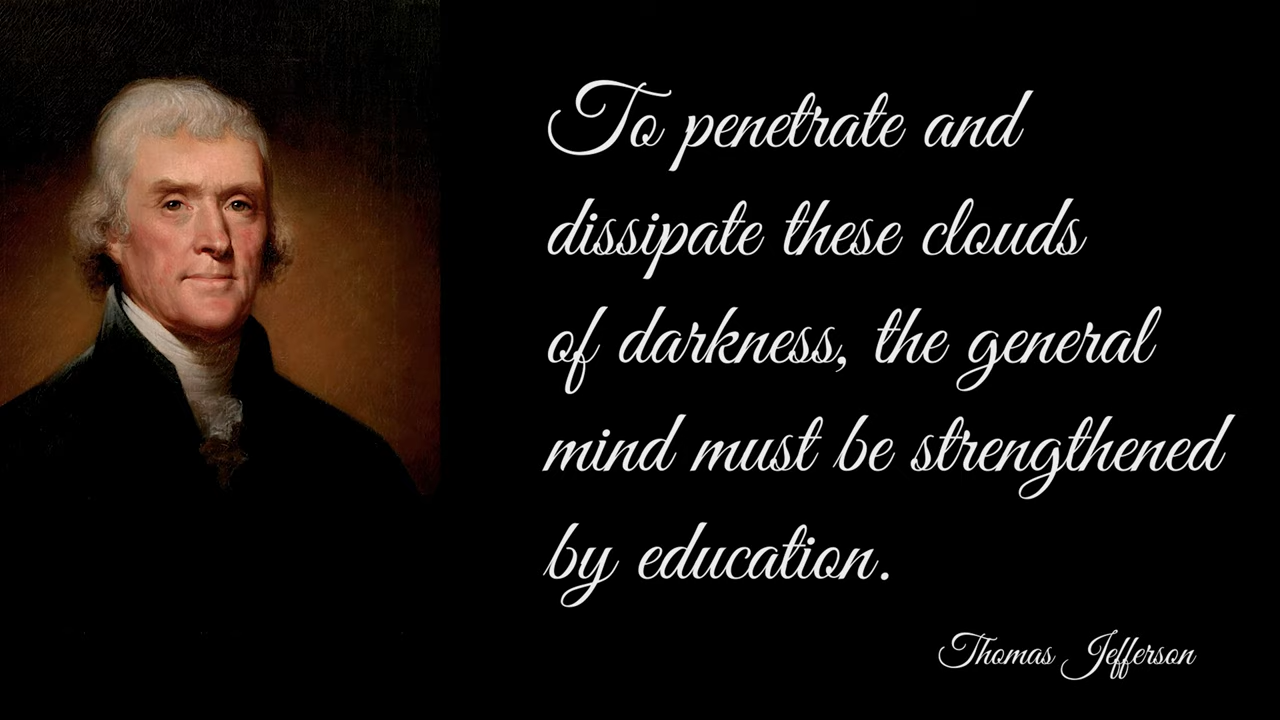 To penetrate and
dissipate these clouds
of darkness, the general
mind must be strengthened
by education.
Thomas Jefferson